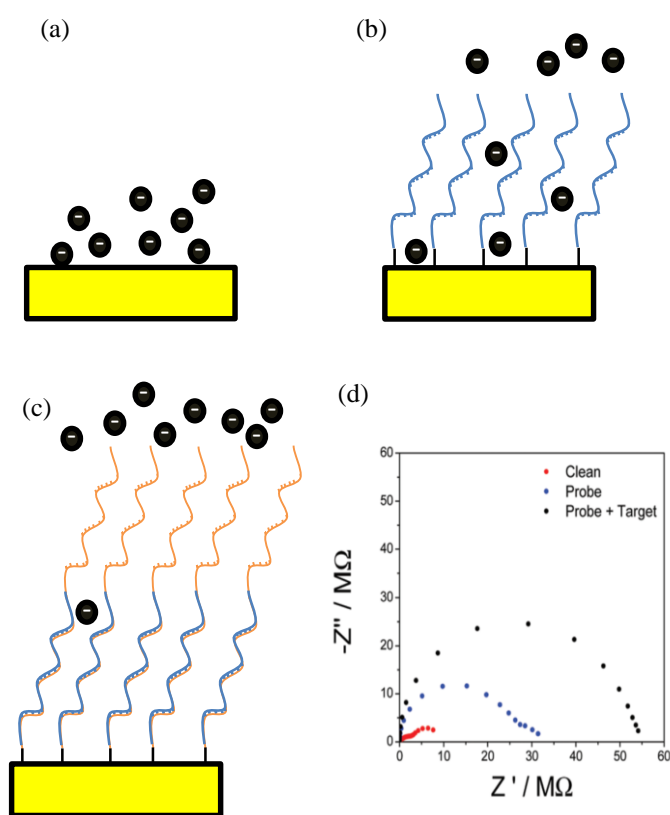 (a)
(b)
(c)
(d)
60
50
40
30
20
10
0
-Z" / MΩ
Clean
Probe
Probe + Target
0 10 20 30 40 50 60
Z ' / MΩ